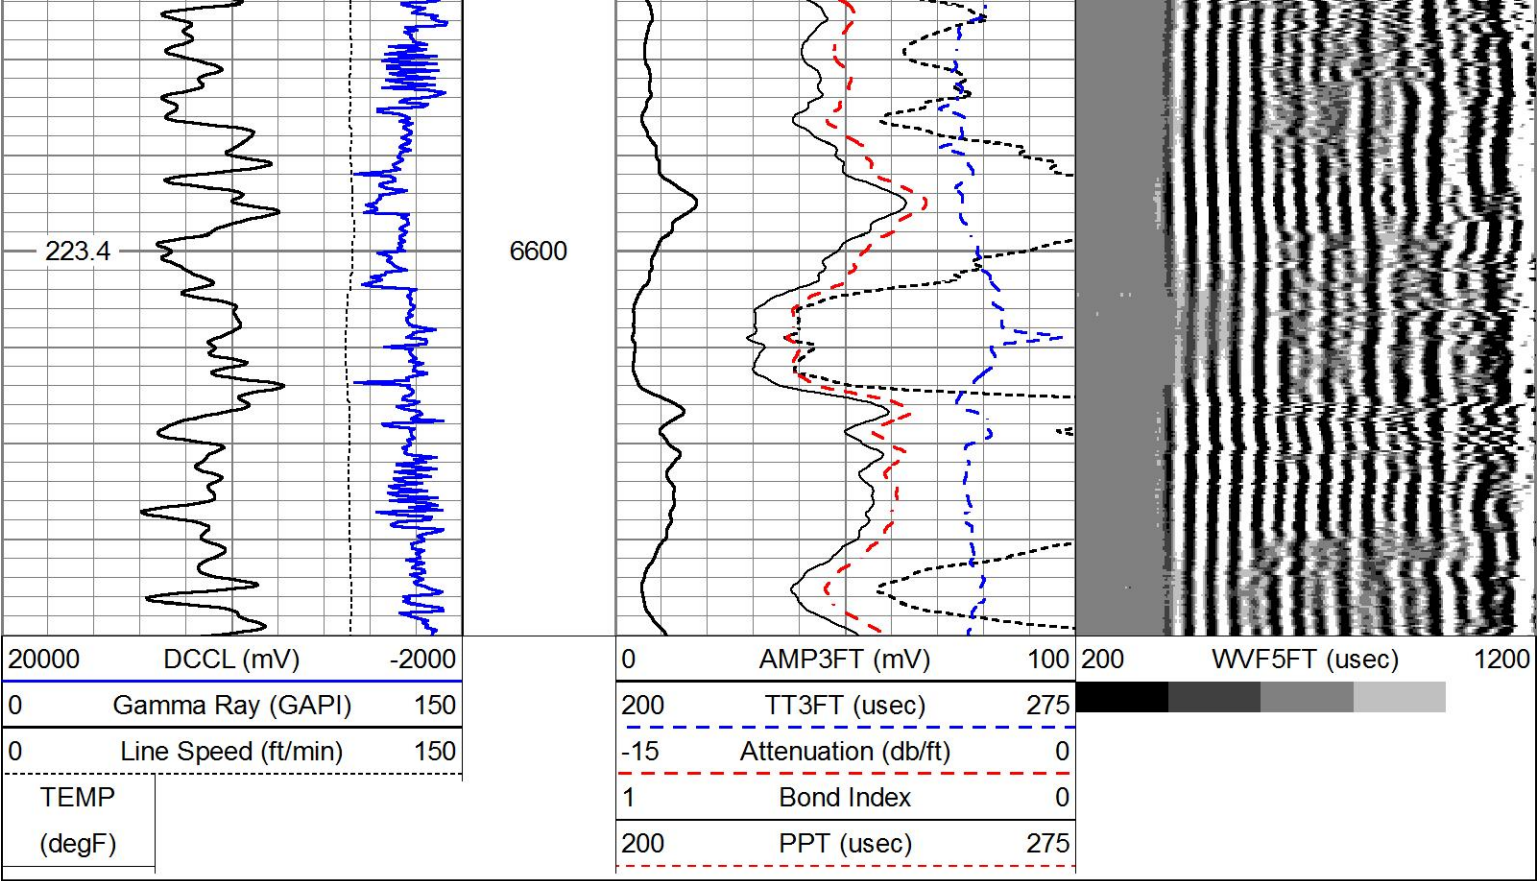 223.4
6600
20000 DCCL (mV) -2000
0 Gamma Ray (GAPI) 150
0 Line Speed (ft/min) 150
TEMP
(degF)
0 AMP3FT (mV) 100
200 TT3FT (usec) 275
-15 Attenuation (db/ft) 0
1 Bond Index 0
200 PPT (usec) 275
200 WVF5FT (usec) 1200